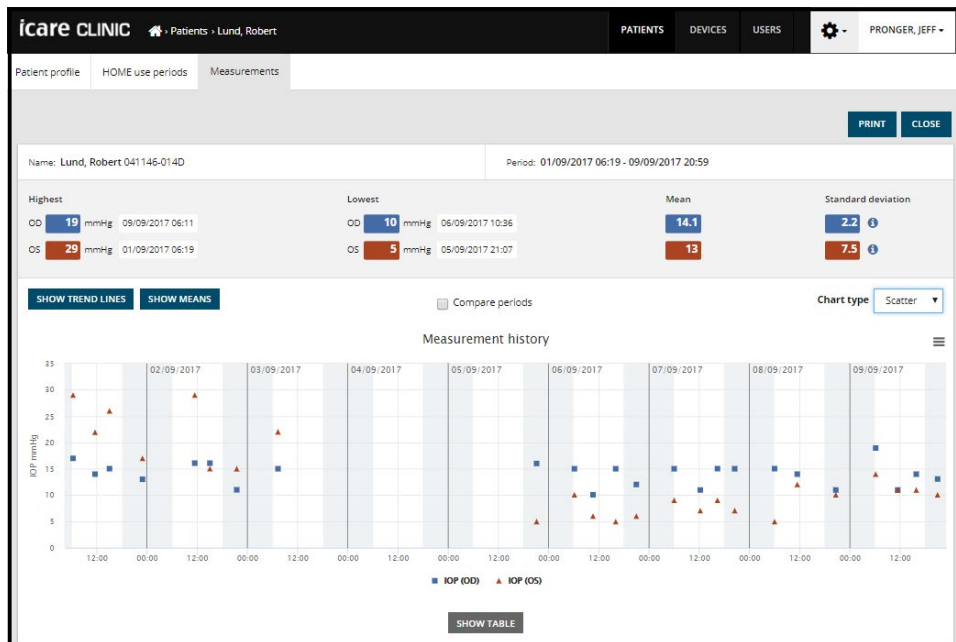 icare CLINIC › Patients › Lund, Robert PATIENTS DEVICES USERS PRONGER, JEFF
Patient profile HOME use periods Measurements
PRINT CLOSE
Name: Lund, Robert 041146-014D Period: 01/09/2017 06:19 - 09/09/2017 20:59
Highest Lowest Mean Standard deviation
OD 19 mmHg 09/09/2017 06:11 OD 10 mmHg 06/09/2017 10:36 14.1 2.2
OS 29 mmHg 01/09/2017 06:19 OS 5 mmHg 05/09/2017 21:07 13 7.5
SHOW TREND LINES SHOW MEANS Compare periods Chart type Scatter
Measurement history
35
02/09/2017 03/09/2017 04/09/2017 05/09/2017 06/09/2017 07/09/2017 08/09/2017 09/09/2017
30
25
20
15
10
5
0
IOP mmHg
12:00 00:00 12:00 00:00 12:00 00:00 12:00 00:00 12:00 00:00 12:00 00:00 12:00 00:00 12:00 00:00 12:00
IOP (OD) IOP (OS)
SHOW TABLE